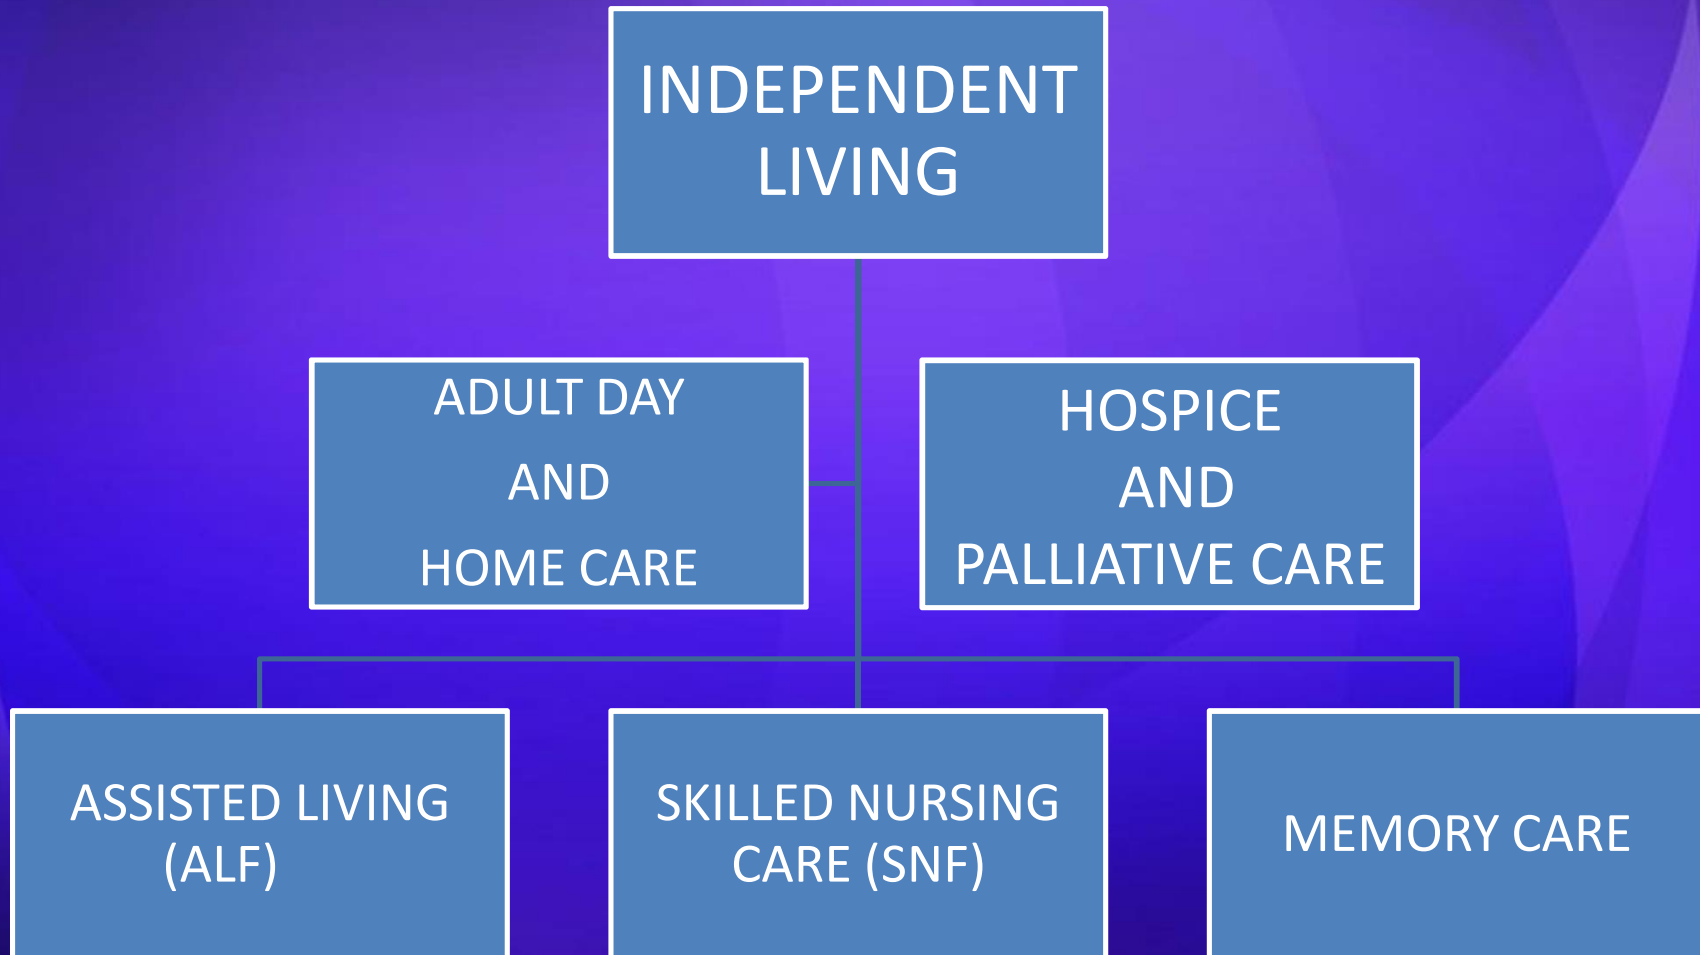 INDEPENDENT
LIVING
ADULT DAY
AND
HOME CARE
HOSPICE
AND
PALLIATIVE CARE
ASSISTED LIVING
(ALF)
SKILLED NURSING
CARE (SNF)
MEMORY CARE